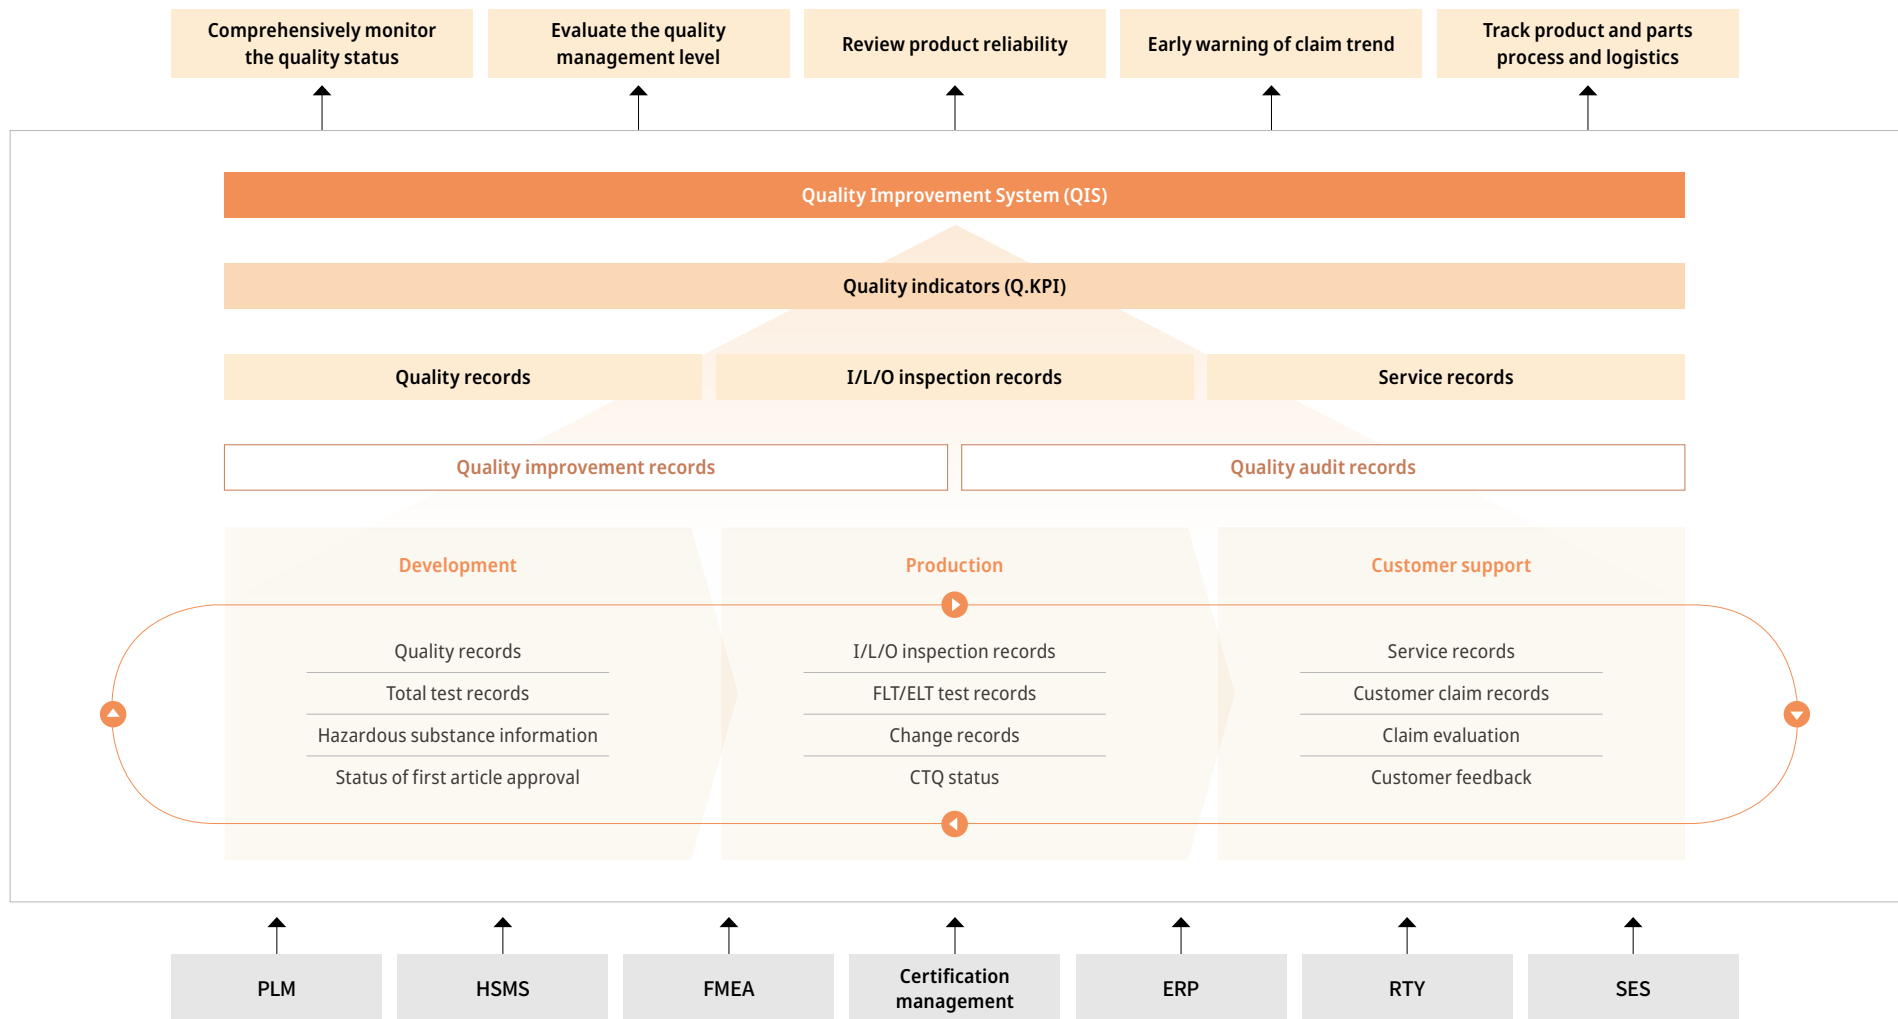 Comprehensively monitor
the quality status
Evaluate the quality
management level
Review product reliability
Early warning of claim trend
Track product and parts
process and logistics
Quality Improvement System (QIS)
Quality indicators (Q.KPI)
Quality records
I/L/O inspection records
Service records
Quality improvement records
Quality audit records
Development
Quality records
Total test records
Hazardous substance information
Status of first article approval
Production
I/L/O inspection records
FLT/ELT test records
Change records
CTQ status
Customer support
Service records
Customer claim records
Claim evaluation
Customer feedback
PLM
HSMS
FMEA
Certification
management
ERP
RTY
SES